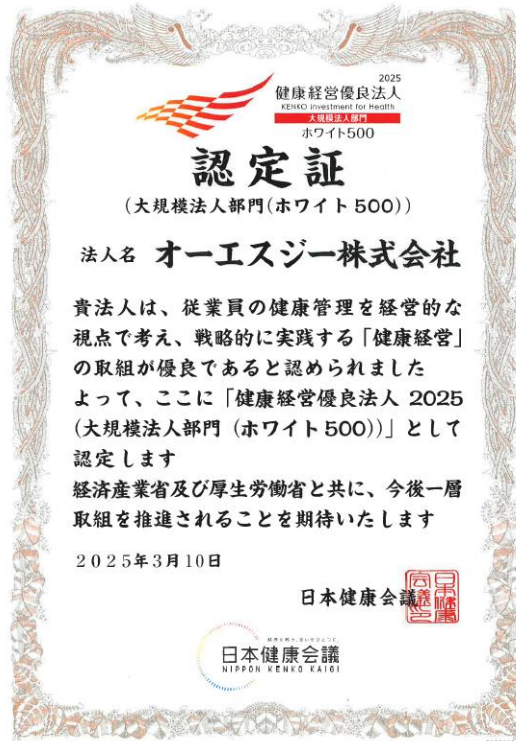 2025
健康経営優良法人
KENKO Investment for Health
大規模法人部門
ホワイト500
認定証
(大規模法人部門(ホワイト500))
法人名 オーエスジー株式会社
貴法人は、従業員の健康管理を経営的な
視点で考え、戦略的に実践する「健康経営」
の取組が優良であると認められました
よって、ここに「健康経営優良法人 2025
(大規模法人部門(ホワイト500))」として
認定します
経済産業省及び厚生労働省と共に、今後一層
取組を推進されることを期待いたします
2025年3月10日
日本健康会議
日本健康会議
NIPPON KENKO KAIGI